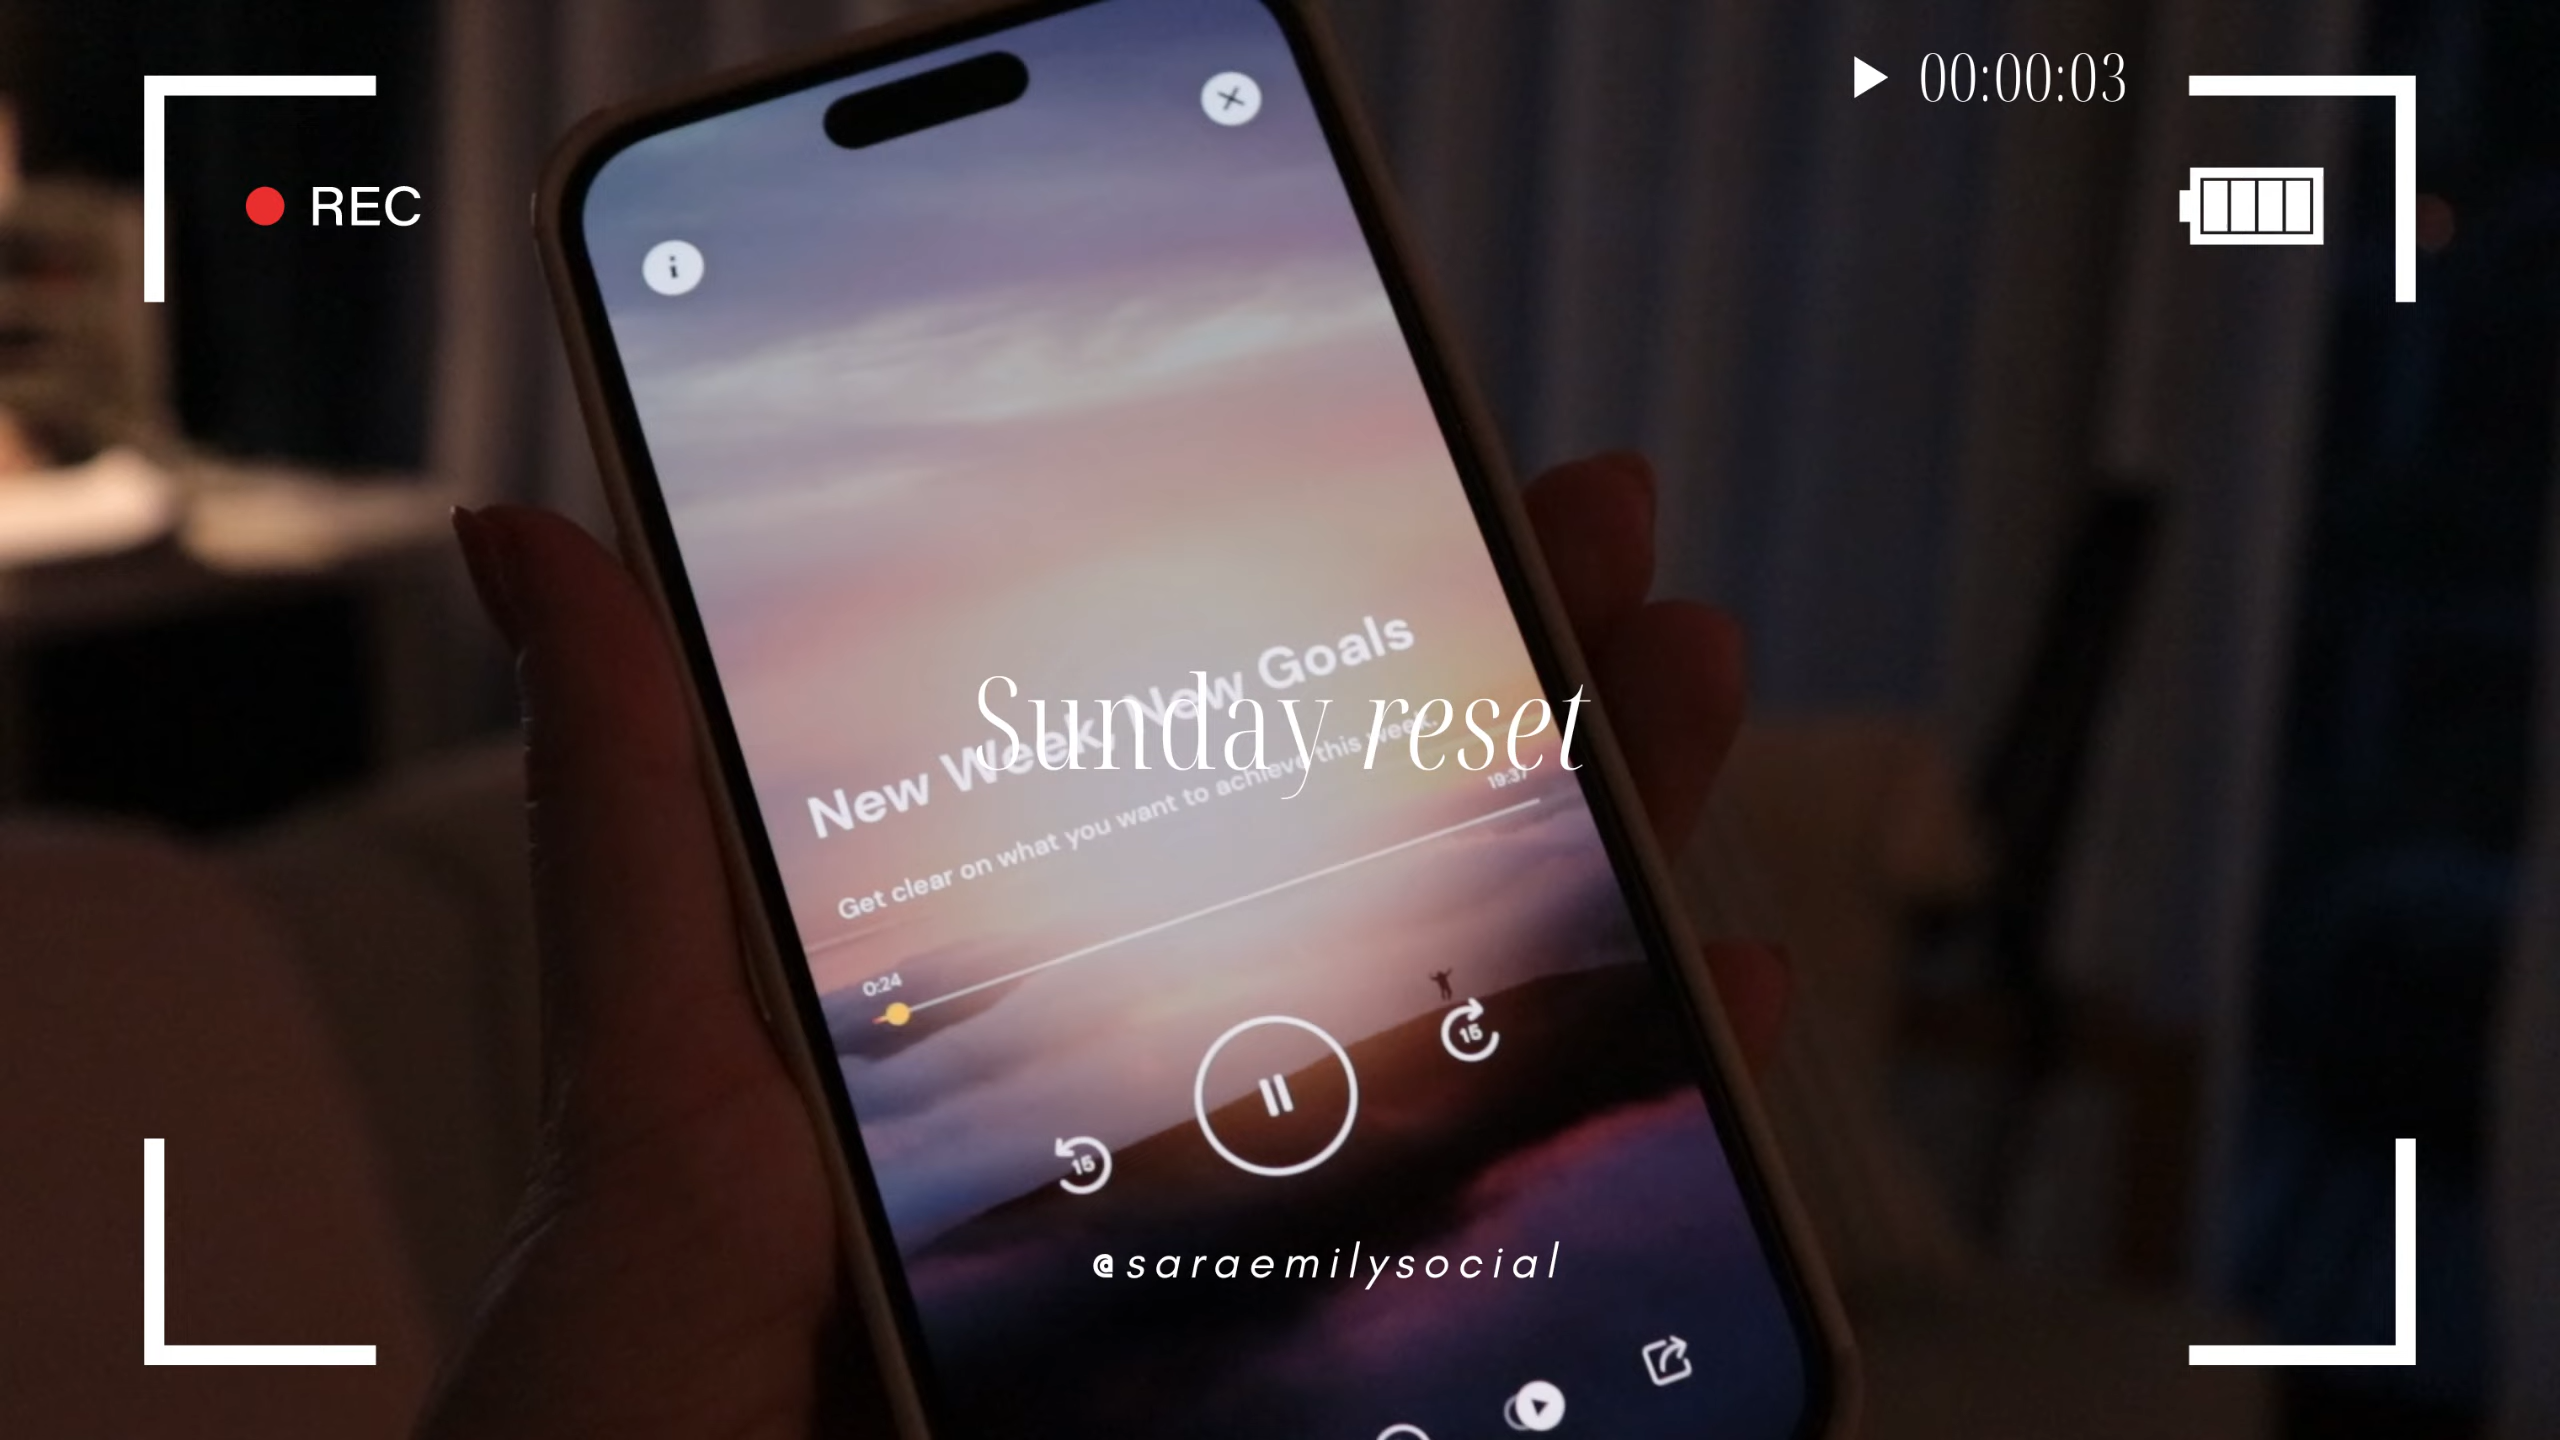 00:00:03
REC
i
New Week, New Goals
Sunday reset
Get clear on what you want to achieve this week.
19:37
0:24
15
15
@saraemilysocial